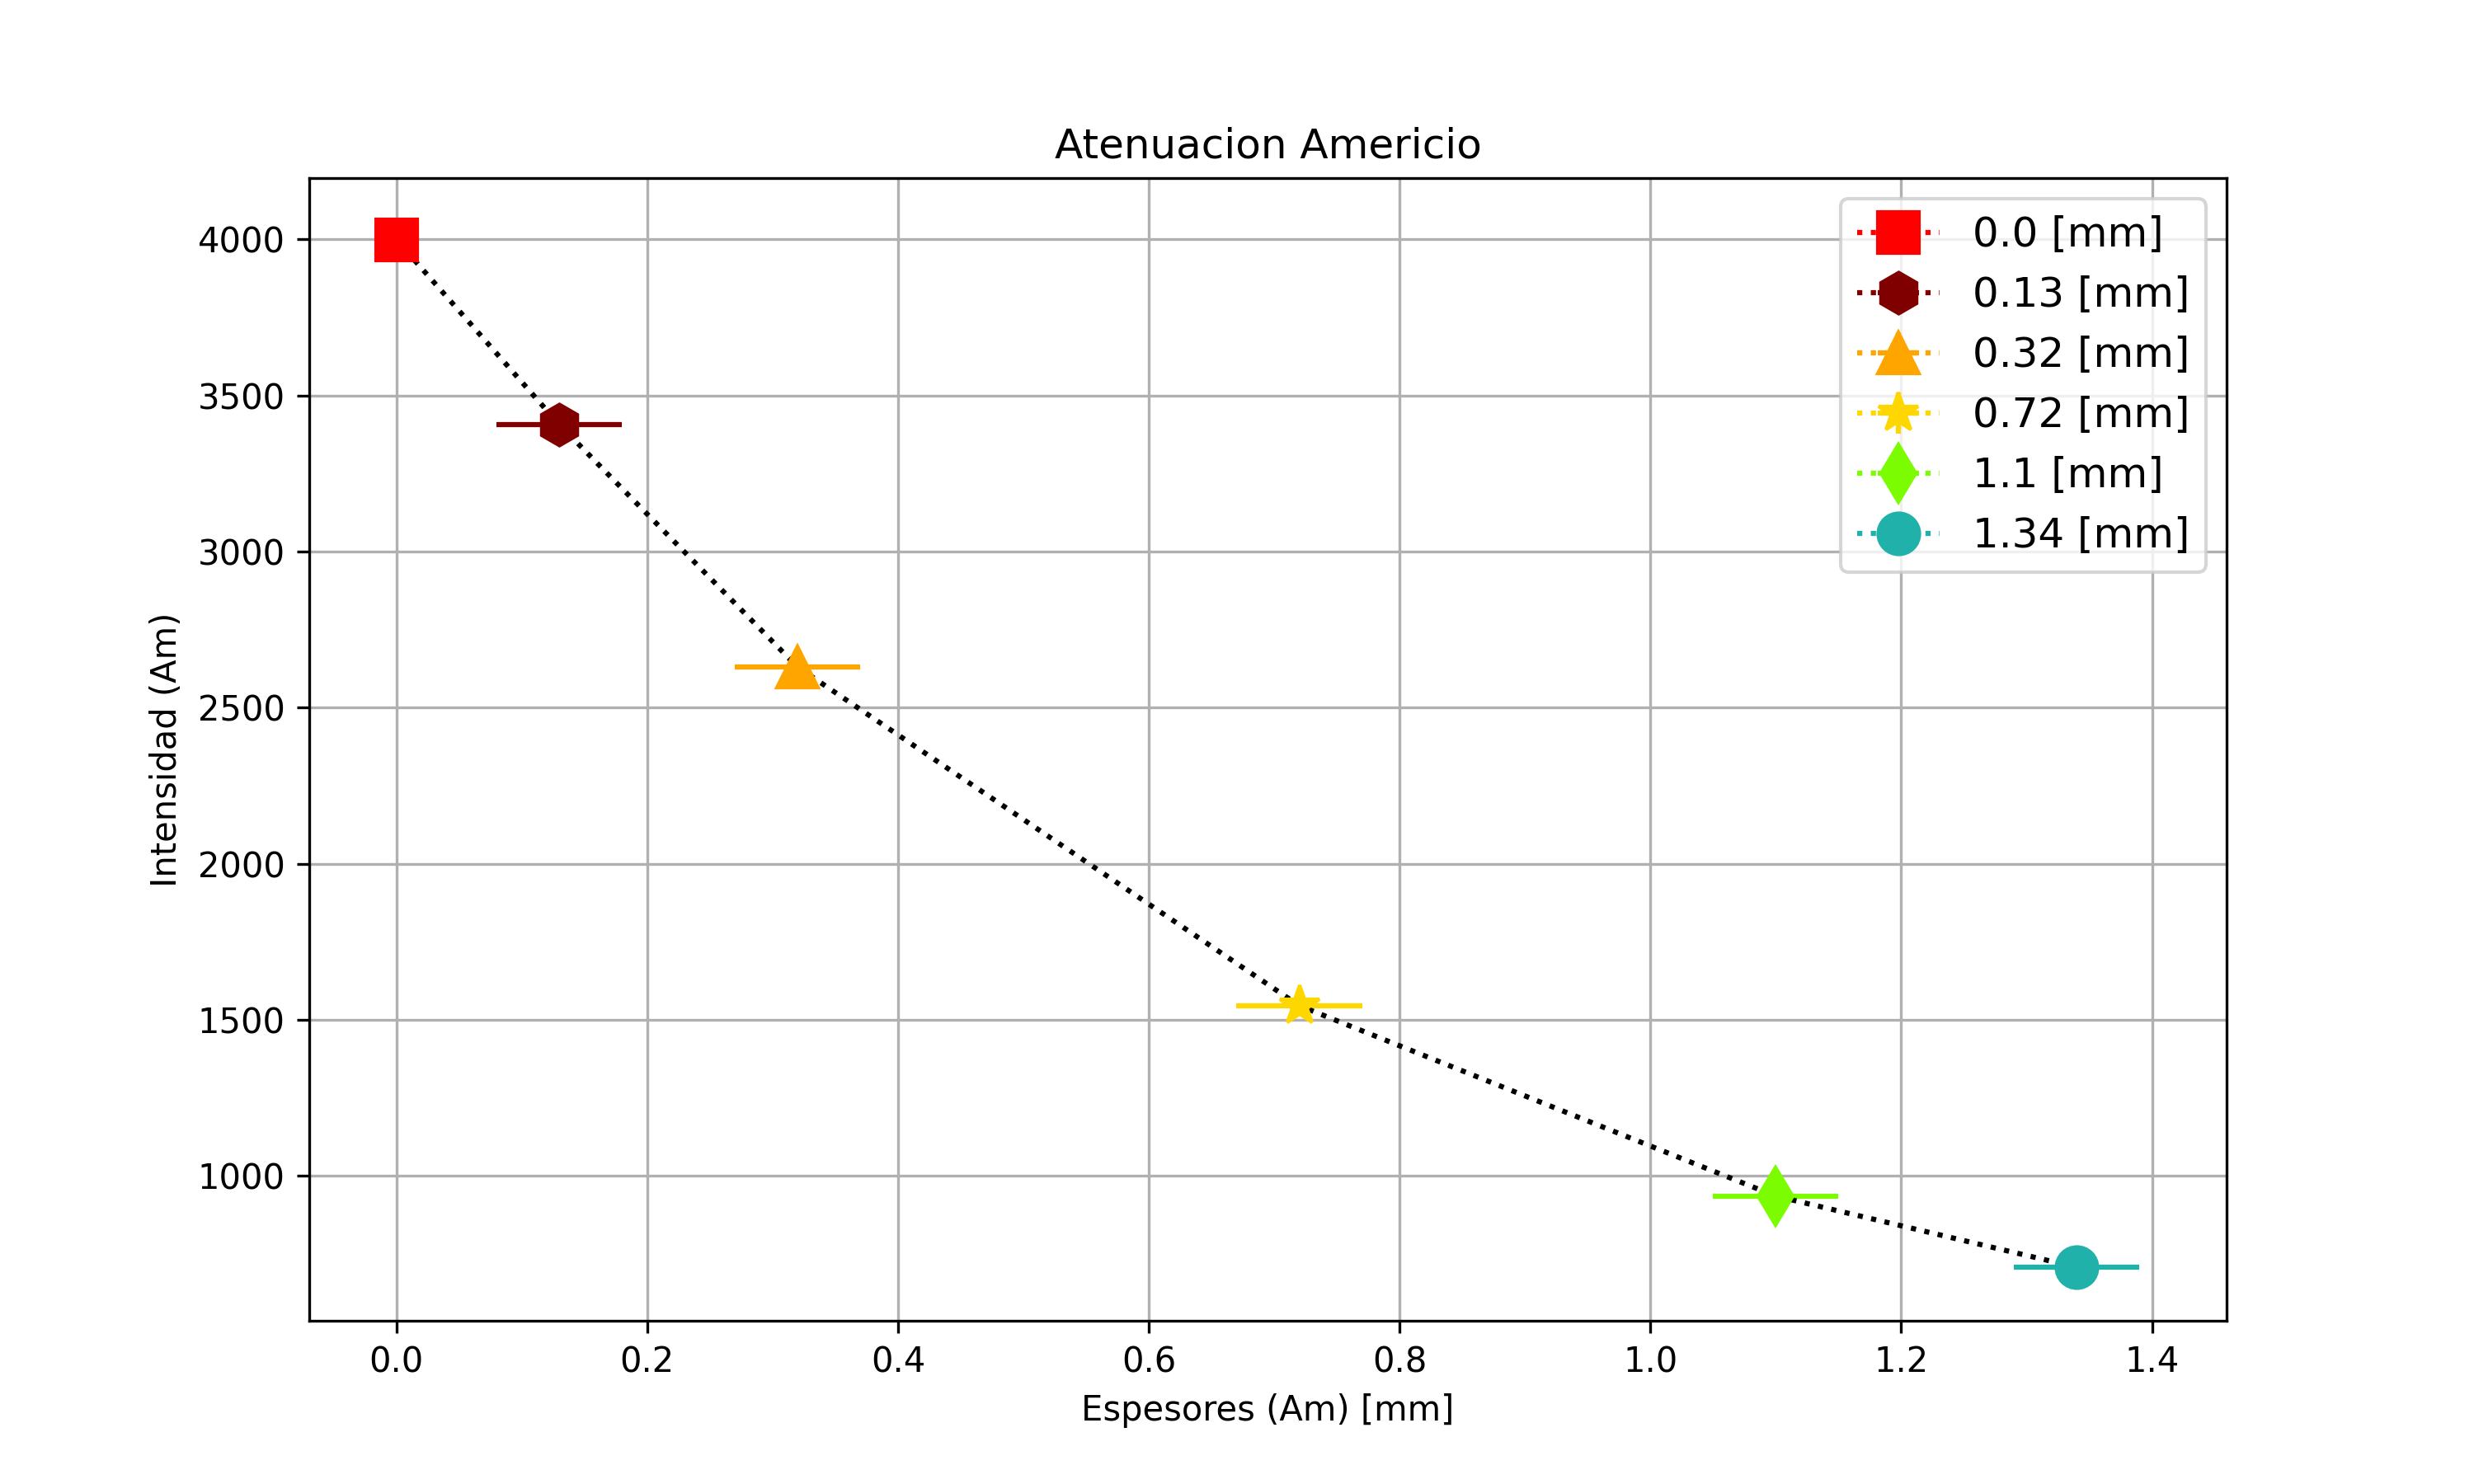 Atenuacion Americio
4000
3500
3000
2500
2000
1500
1000
Intensidad (Am)
0.0 [mm]
0.13 [mm]
0.32 [mm]
0.72 [mm]
1.1 [mm]
1.34 [mm]
0.0 0.2 0.4 0.6 0.8 1.0 1.2 1.4
Espesores (Am) [mm]